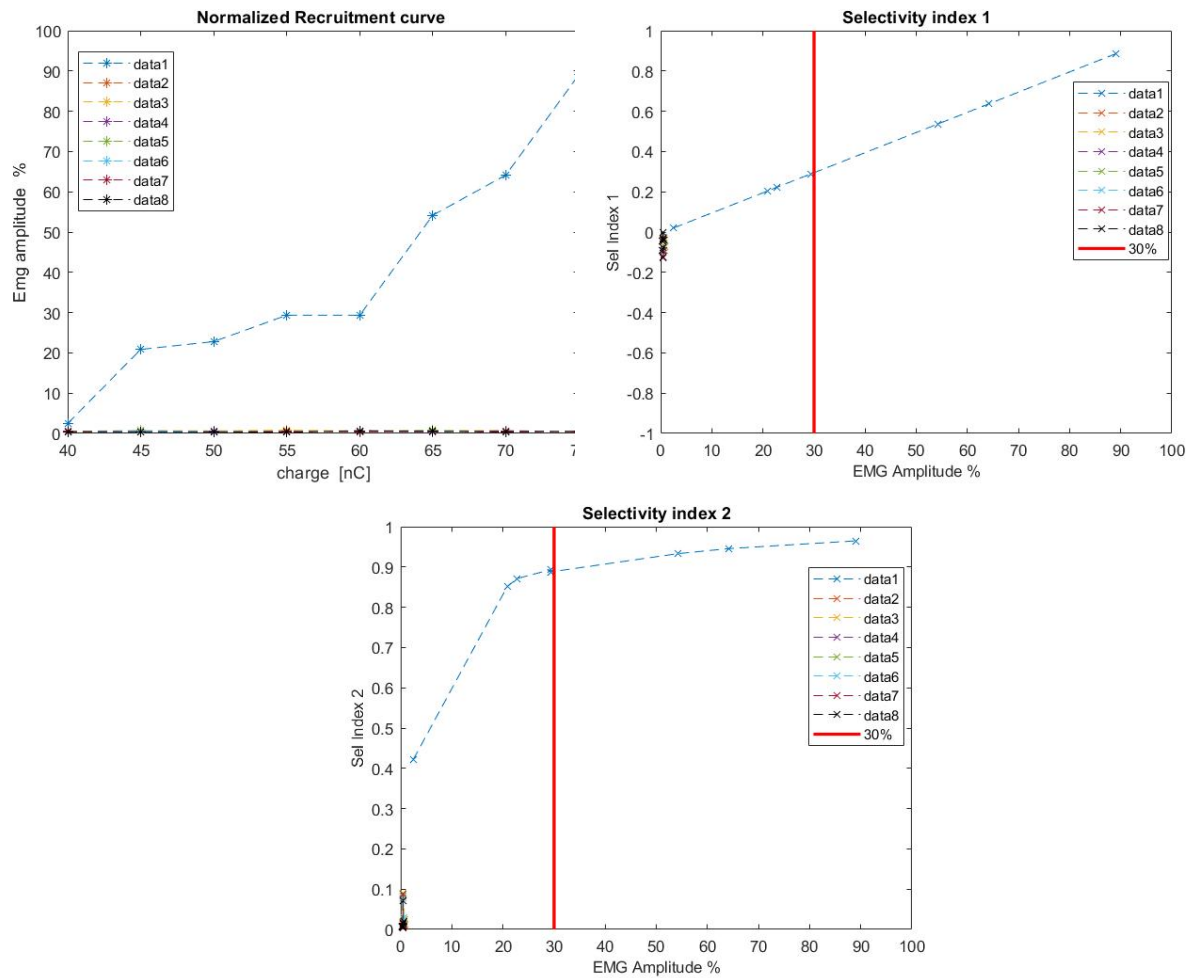 Normalized Recruitment curve
100
90
80
70
60
50
40
30
20
10
0
Emg amplitude %
data1
data2
data3
data4
data5
data6
data7
data8
40 45 50 55 60 65 70 7
charge [nC]
Selectivity index 1
1
0.8
0.6
0.4
0.2
0
-0.2
-0.4
-0.6
-0.8
-1
Sel Index 1
data1
data2
data3
data4
data5
data6
data7
data8
30%
0 10 20 30 40 50 60 70 80 90 100
EMG Amplitude %
Selectivity index 2
1
0.9
0.8
0.7
0.6
0.5
0.4
0.3
0.2
0.1
0
Sel Index 2
data1
data2
data3
data4
data5
data6
data7
data8
30%
0 10 20 30 40 50 60 70 80 90 100
EMG Amplitude %